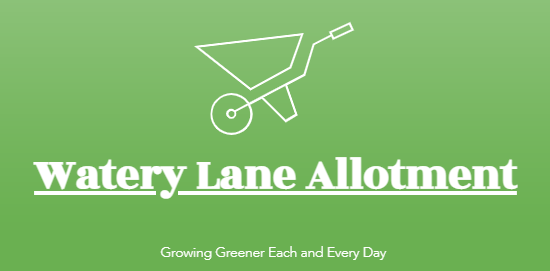 Watery Lane Allotment
Growing Greener Each and Every Day